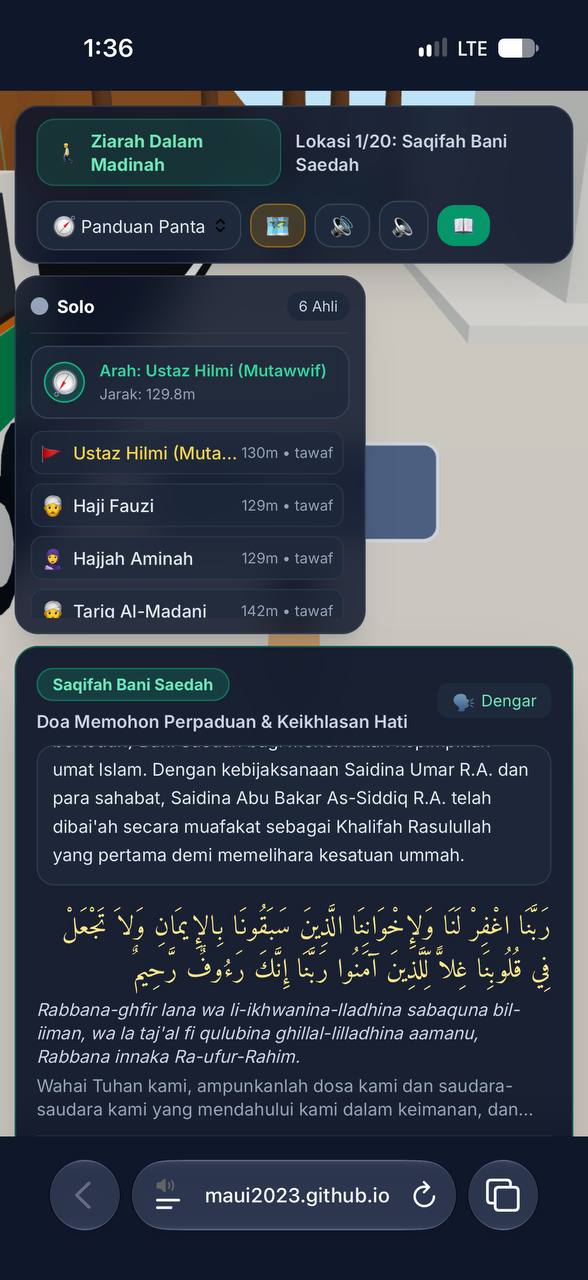 1:36
LTE
Ziarah Dalam
Madinah
Lokasi 1/20: Saqifah Bani
Saedah
Panduan Panta
Solo
6 Ahli
Arah: Ustaz Hilmi (Mutawwif)
Jarak: 129.8m
Ustaz Hilmi (Muta... 130m • tawaf
Haji Fauzi 129m • tawaf
Hajjah Aminah 129m • tawaf
Tariq Al-Madani 142m • tawaf
Saqifah Bani Saedah
Dengar
Doa Memohon Perpaduan & Keikhlasan Hati
umat Islam. Dengan kebijaksanaan Saidina Umar R.A. dan
para sahabat, Saidina Abu Bakar As-Siddiq R.A. telah
dibai'ah secara muafakat sebagai Khalifah Rasulullah
yang pertama demi memelihara kesatuan ummah.
رَبَّنَا اغْفِرْ لَنَا وَلِإِخْوَانِنَا الَّذِينَ سَبَقُونَا بِالإِيمَانِ وَلاَ تَجْعَلْ
فِي قُلُوبِنَا غِلاًّ لِّلَّذِينَ آمَنُوا رَبَّنَا إِنَّكَ رَءُوفٌ رَّحِيمٌ
Rabbana-ghfir lana wa li-ikhwanina-lladhina sabaquna bil-
iiman, wa la taj'al fi qulubina ghillal-lilladhina aamanu,
Rabbana innaka Ra-ufur-Rahim.
Wahai Tuhan kami, ampunkanlah dosa kami dan saudara-
saudara kami yang mendahului kami dalam keimanan, dan...
maui2023.github.io